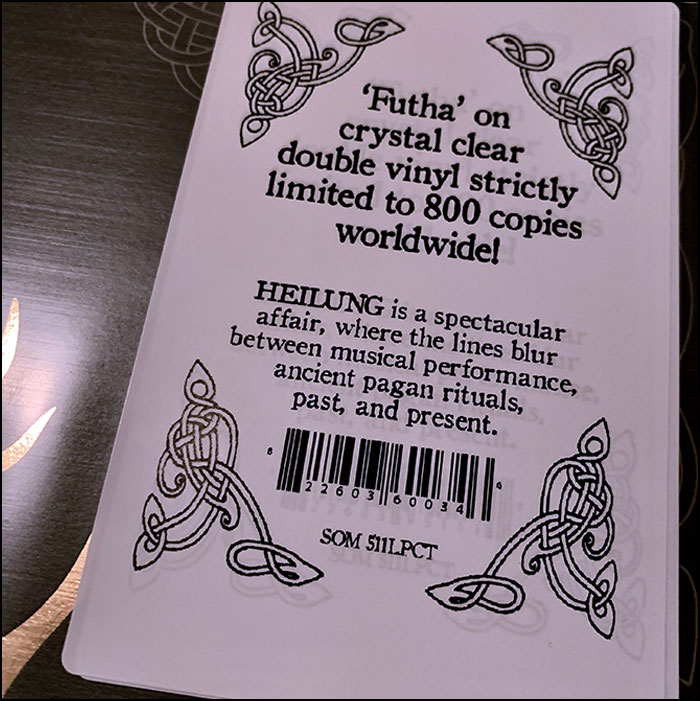 'Futha' on
crystal clear
double vinyl strictly
limited to 800 copies
worldwide!
HEILUNG is a spectacular
affair, where the lines blur
between musical performance,
ancient pagan rituals,
past, and present.
8 22603 60034 6
SOM 511LPCT